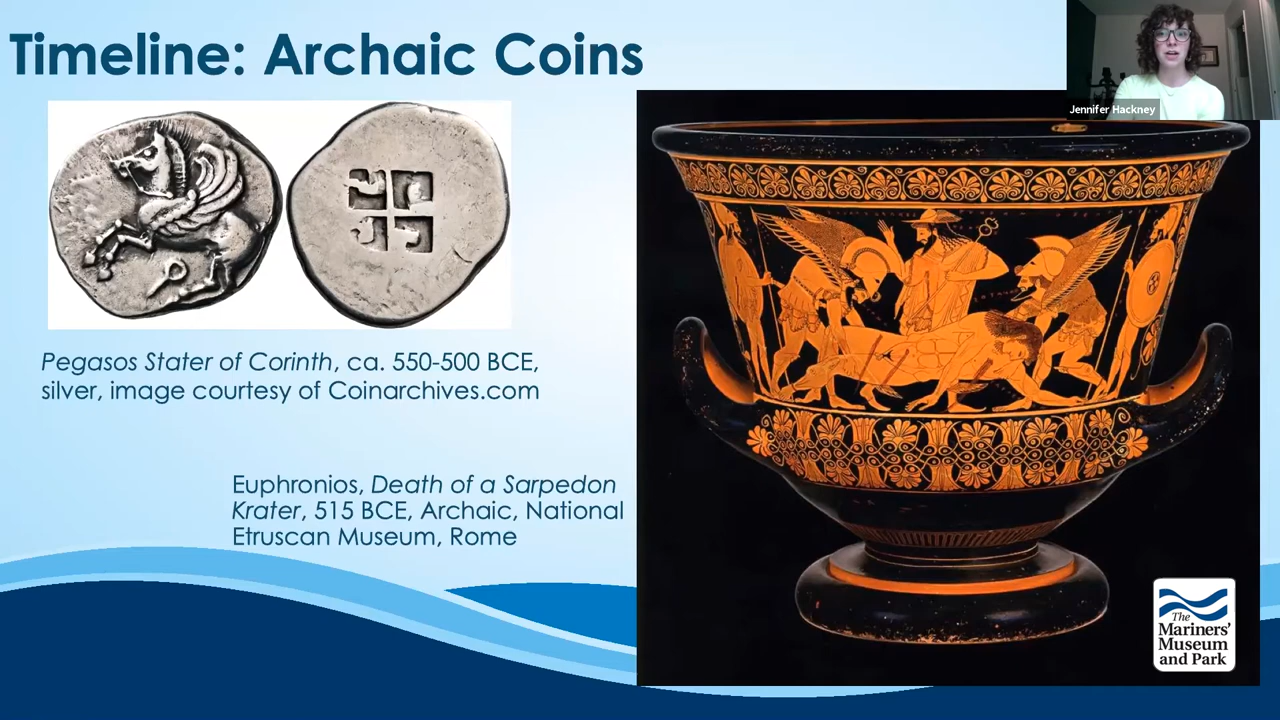 Timeline: Archaic Coins
Jennifer Hackney
Pegasos Stater of Corinth, ca. 550-500 BCE,
silver, image courtesy of Coinarchives.com
Euphronios, Death of a Sarpedon
Krater, 515 BCE, Archaic, National
Etruscan Museum, Rome
The
Mariners'
Museum
and Park